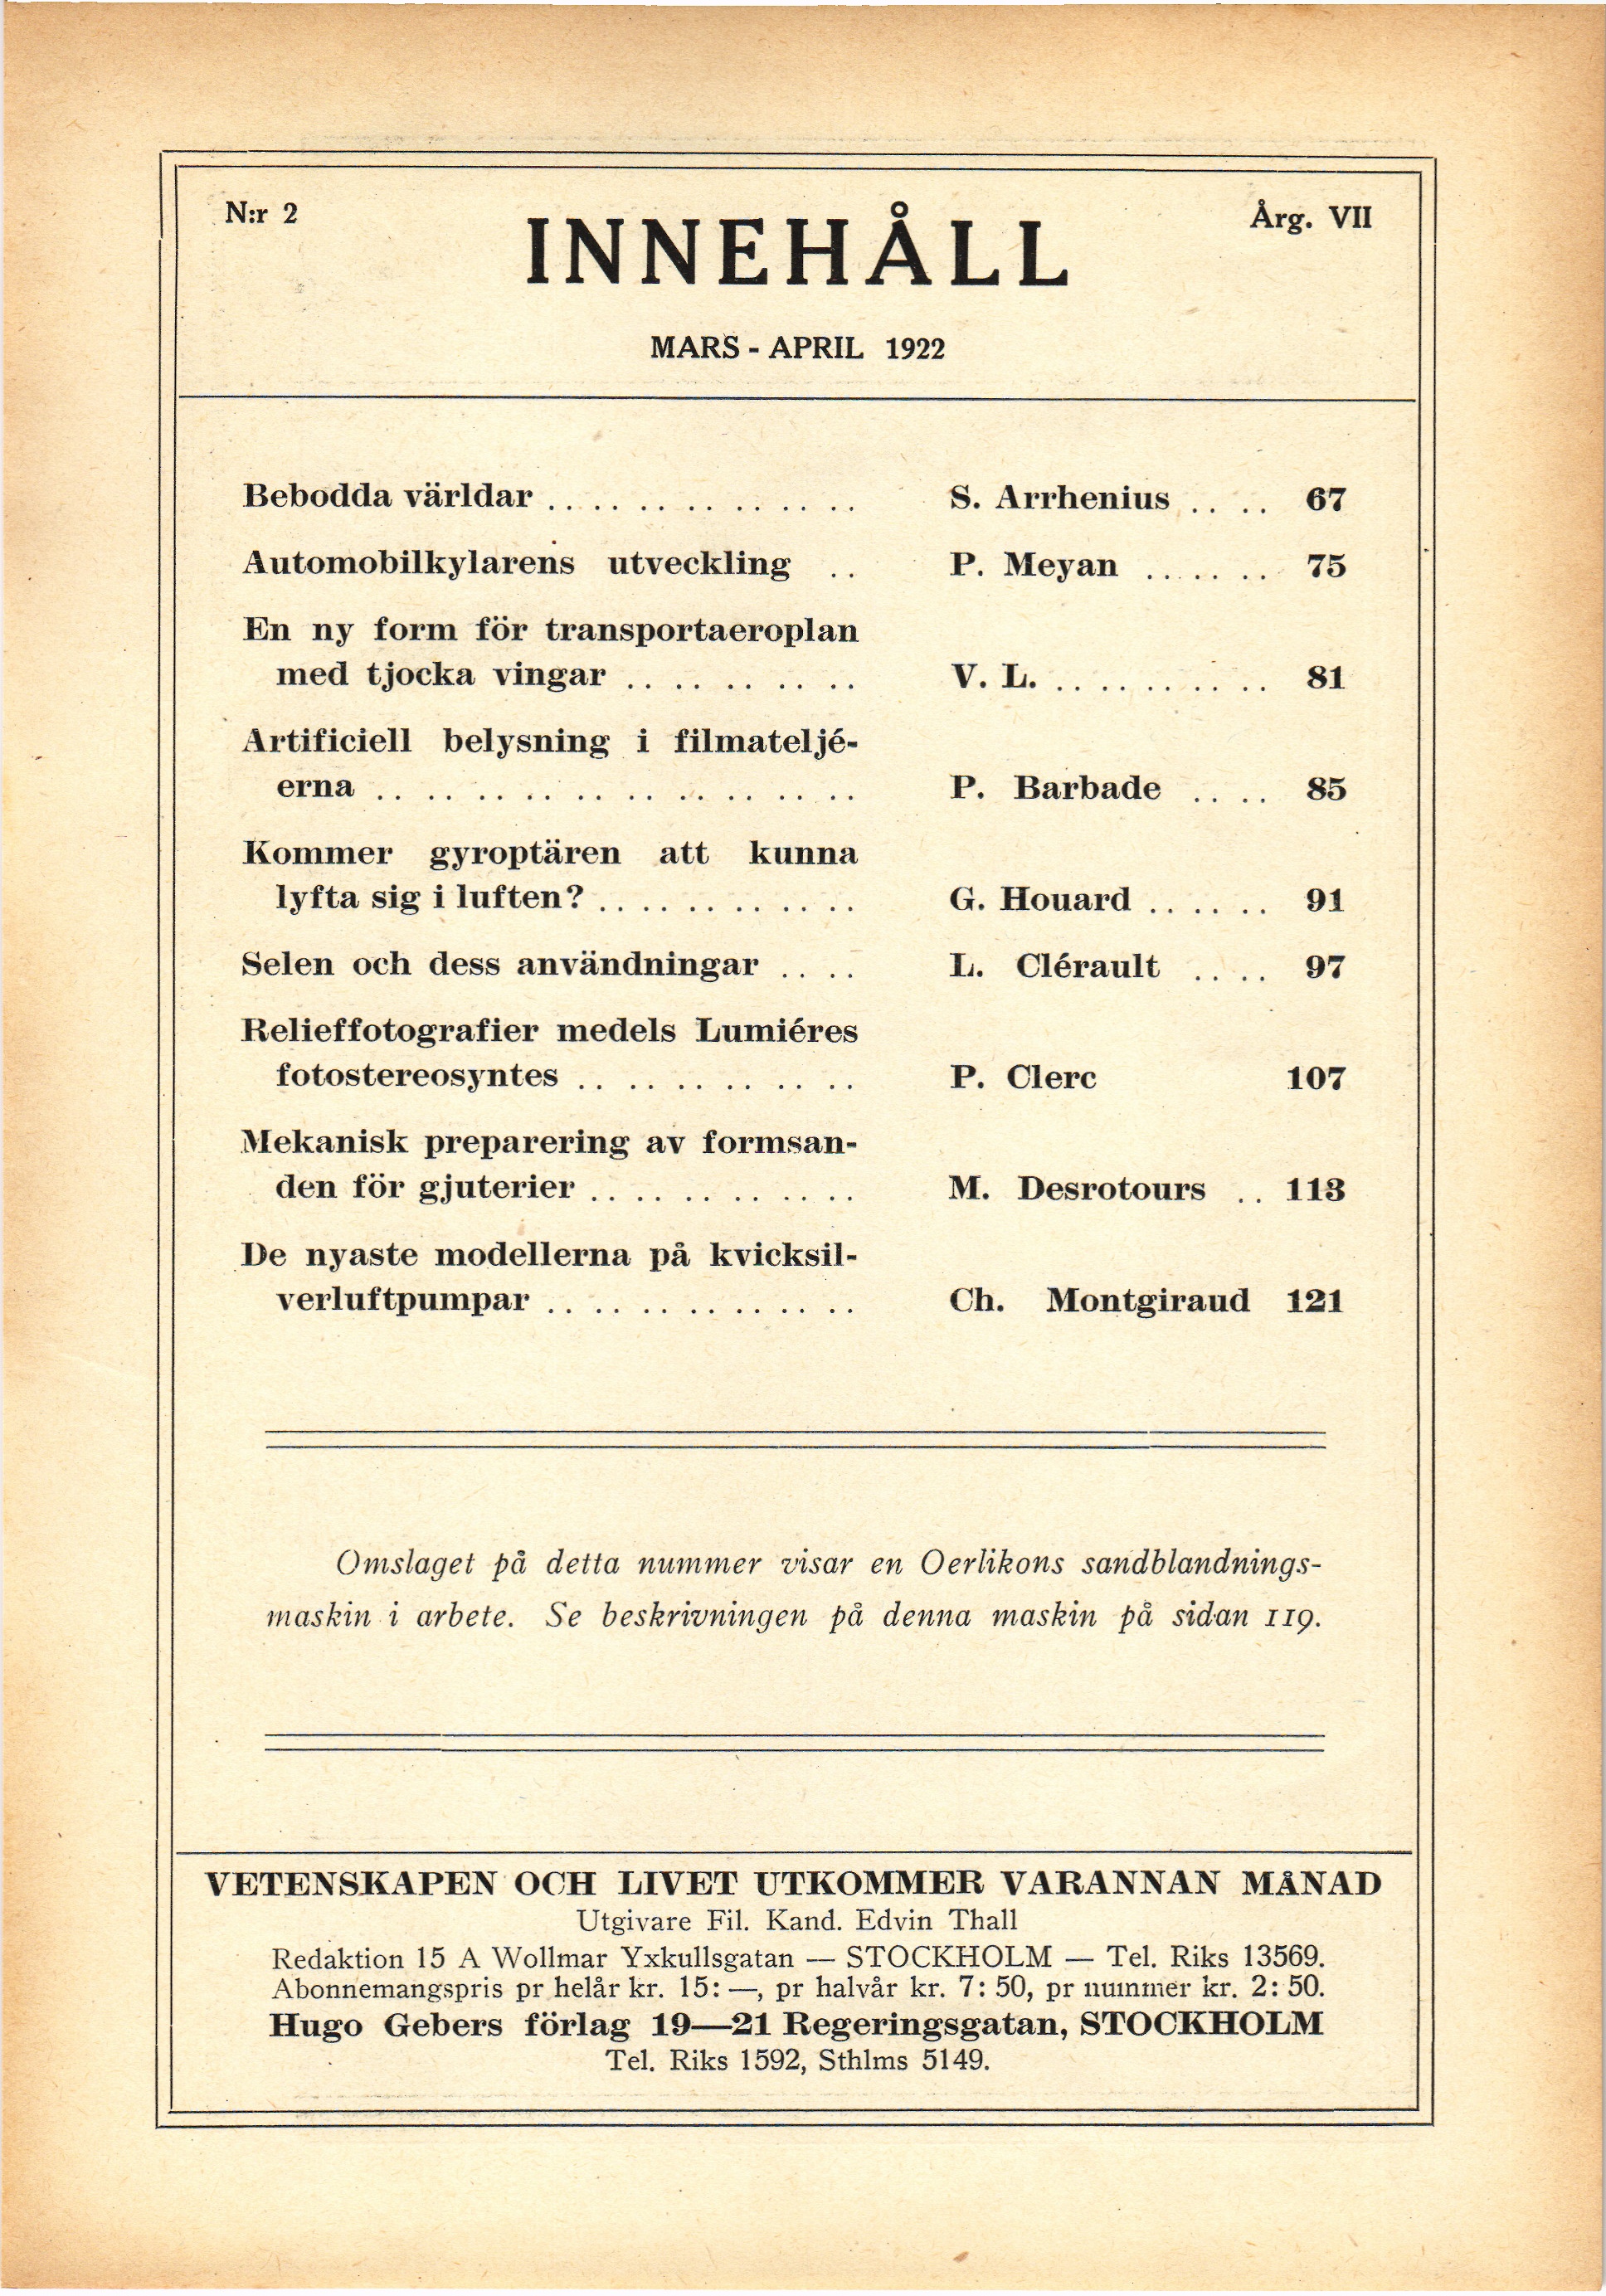 N:r 2
Årg. VII
INNEHÅLL
MARS - APRIL 1922
Bebodda världar . . . . . . . . . . . . . . S. Arrhenius . . . . 67
Automobilkylarens utveckling . . P. Meyan . . . . . . 75
En ny form för transportaeroplan
med tjocka vingar . . . . . . . . . . V. L. . . . . . . . . . . 81
Artificiell belysning i filmateljé-
erna . . . . . . . . . . . . . . . . . . . P. Barbade . . . . 85
Kommer gyroptären att kunna
lyfta sig i luften? . . . . . . . . . . . . G. Houard . . . . . . 91
Selen och dess användningar . . . . L. Clérault . . . . 97
Relieffotografier medels Lumiéres
fotostereosyntes . . . . . . . . . . . . P. Clerc 107
Mekanisk preparering av formsan-
den för gjuterier . . . . . . . . . . . . M. Desrotours . . 113
De nyaste modellerna på kvicksil-
verluftpumpar . . . . . . . . . . . . . . Ch. Montgiraud 121
Omslaget på detta nummer visar en Oerlikons sandblandnings-
maskin i arbete. Se beskrivningen på denna maskin på sidan 119.
VETENSKAPEN OCH LIVET UTKOMMER VARANNAN MÅNAD
Utgivare Fil. Kand. Edvin Thall
Redaktion 15 A Wollmar Yxkullsgatan — STOCKHOLM — Tel. Riks 13569.
Abonnemangspris pr helår kr. 15: —, pr halvår kr. 7: 50, pr nummer kr. 2: 50.
Hugo Gebers förlag 19—21 Regeringsgatan, STOCKHOLM
Tel. Riks 1592, Sthlms 5149.